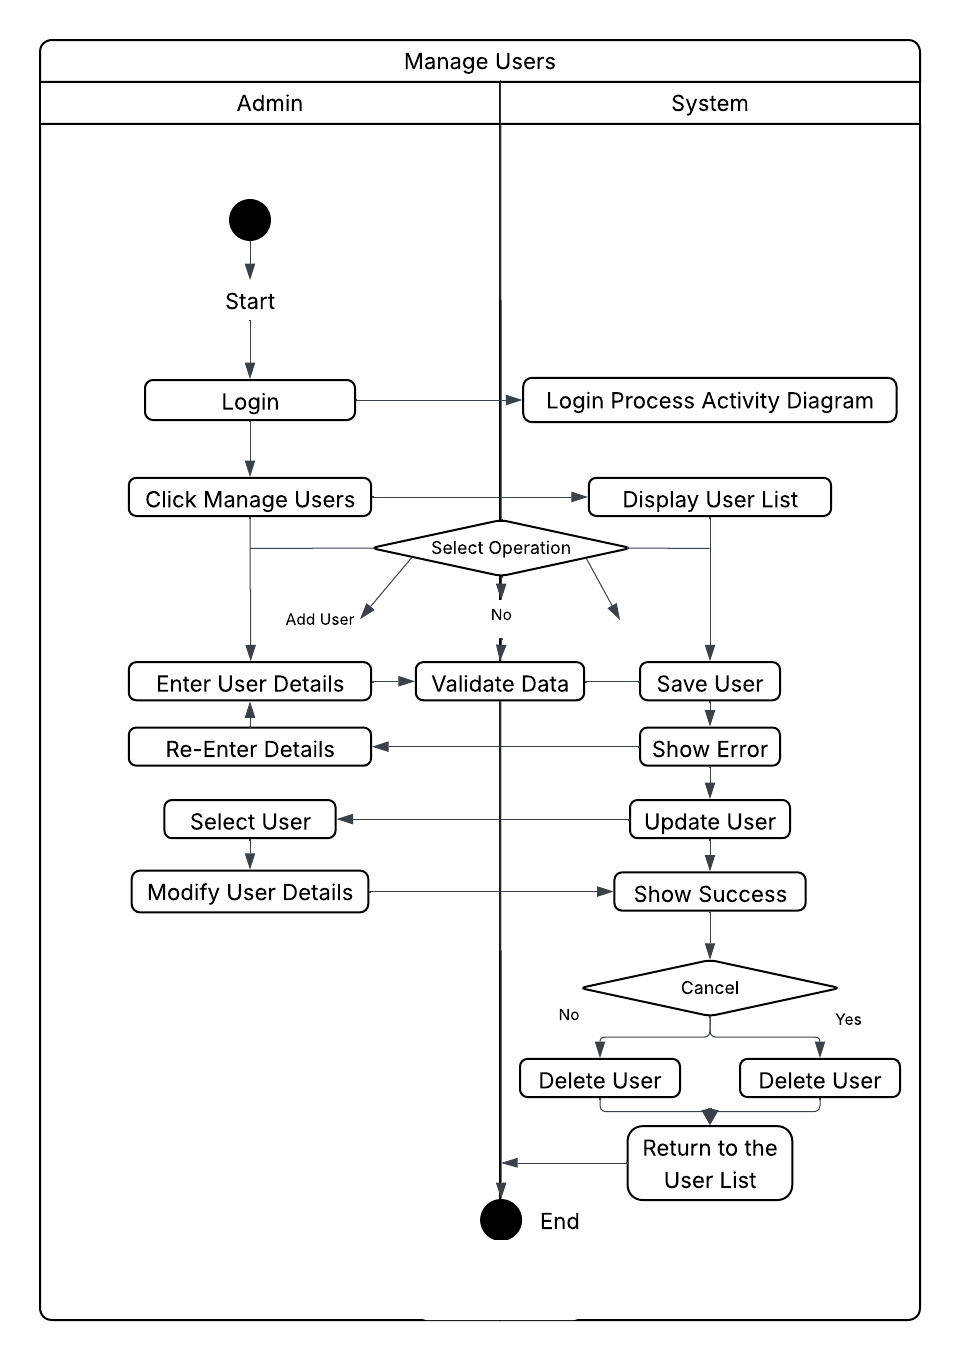 Manage Users
Admin
System
Start
Login
Login Process Activity Diagram
Click Manage Users
Display User List
Select Operation
Add User
No
Enter User Details
Validate Data
Save User
Re-Enter Details
Show Error
Select User
Update User
Modify User Details
Show Success
Cancel
No
Yes
Delete User
Delete User
Return to the
User List
End